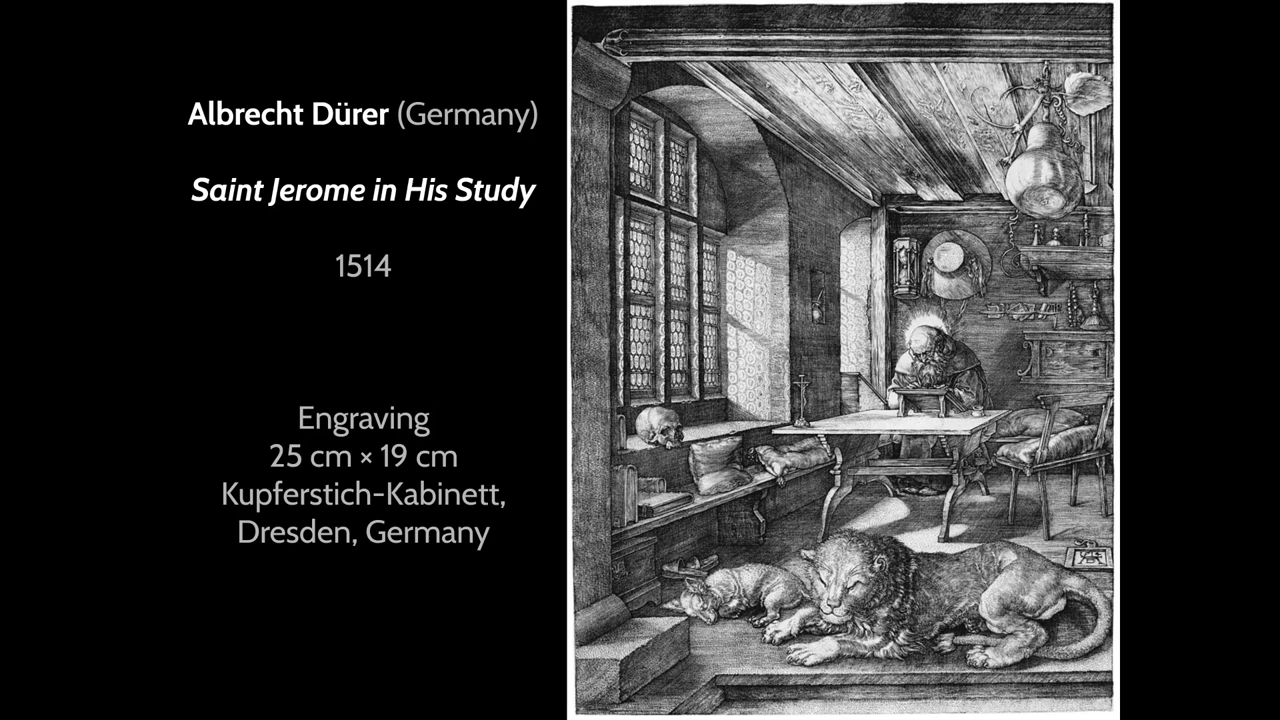 Albrecht Dürer (Germany)
Saint Jerome in His Study
1514
Engraving
25 cm × 19 cm
Kupferstich-Kabinett,
Dresden, Germany